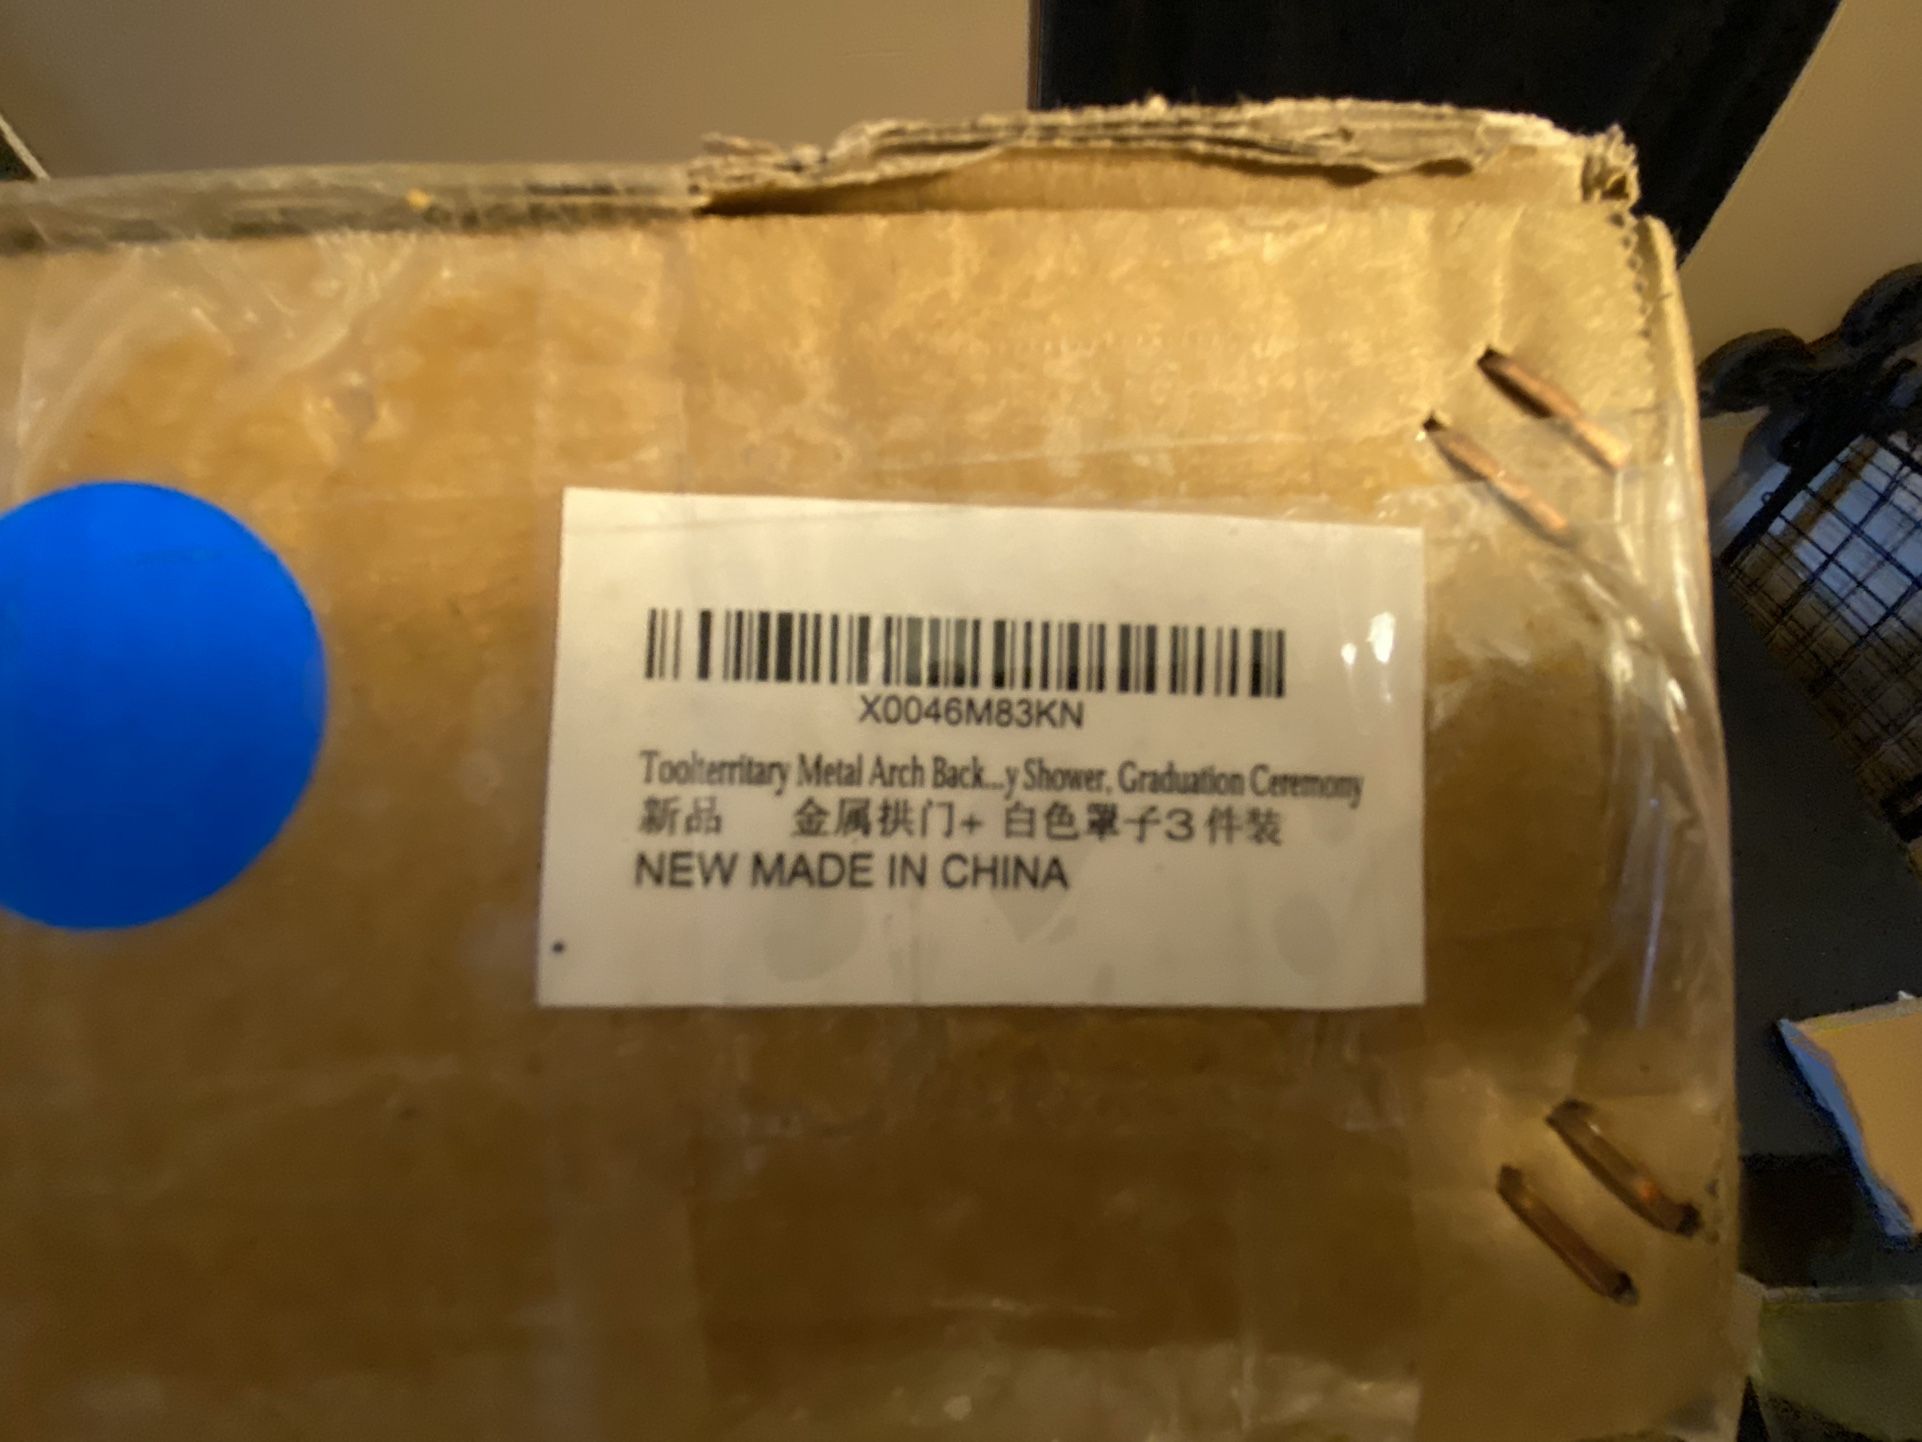 X0046M83KN
Toolterritary Metal Arch Back...y Shower, Graduation Ceremony
新品 金属拱门+ 白色罩子3件装
NEW MADE IN CHINA